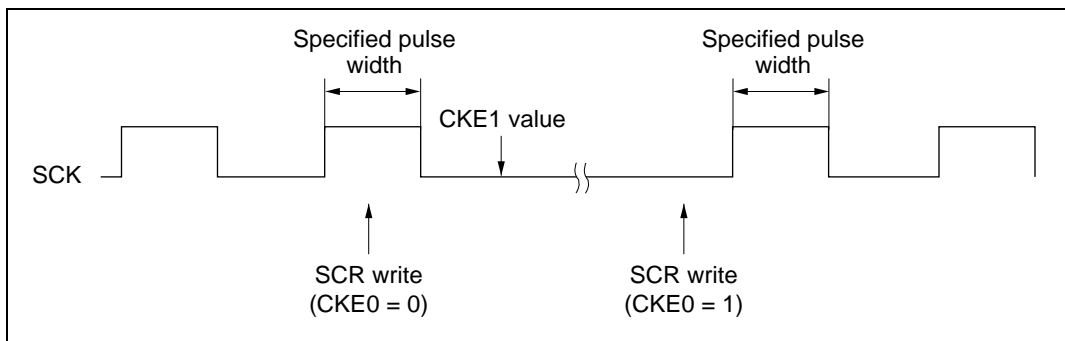 Specified pulse
width
Specified pulse
width
CKE1 value
SCK
SCR write
(CKE0 = 0)
SCR write
(CKE0 = 1)